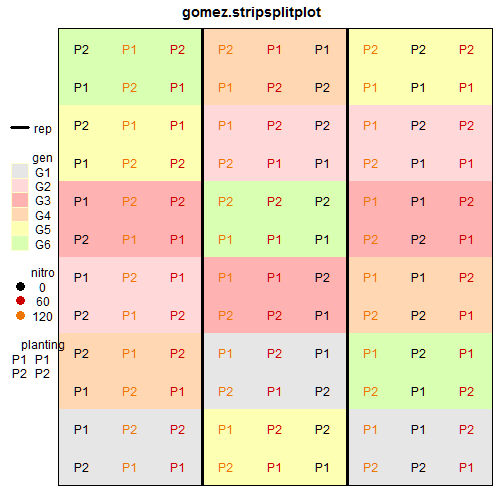 gomez.stripsplitplot
P2 P1 P2 P2 P1 P1 P2 P2 P2
P1 P2 P1 P1 P2 P2 P1 P1 P1
P2 P1 P1 P1 P2 P2 P1 P2 P2
rep
P1 P2 P2 P2 P1 P1 P2 P1 P1
gen
G1
G2
G3
G4
G5
G6
P1 P2 P2 P2 P2 P2 P1 P1 P2
P2 P1 P1 P1 P1 P1 P2 P2 P1
nitro
0
60
120
P1 P2 P1 P1 P1 P2 P1 P1 P2
P2 P1 P2 P2 P2 P1 P2 P2 P1
planting
P1 P1
P2 P2
P2 P1 P2 P1 P2 P1 P1 P2 P1
P1 P2 P1 P2 P1 P2 P2 P1 P2
P1 P2 P2 P1 P2 P2 P1 P1 P2
P2 P1 P1 P2 P1 P1 P2 P2 P1